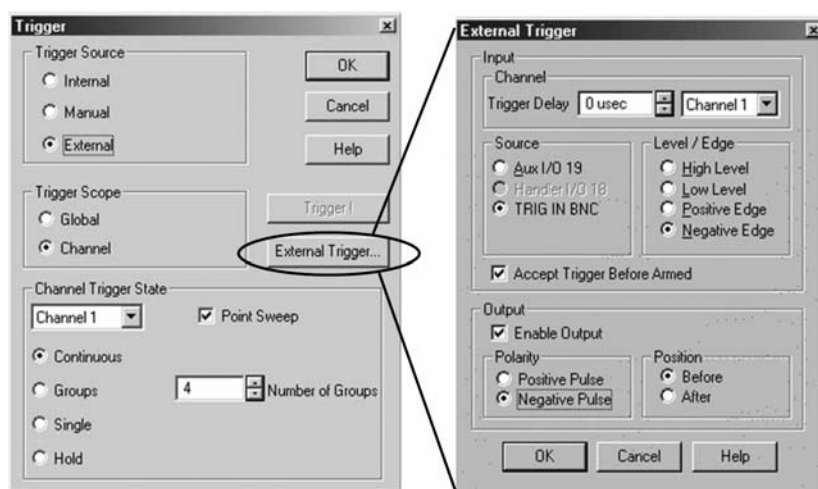 Trigger
Trigger Source
Internal
Manual
External
OK
Cancel
Help
Trigger Scope
Global
Channel
Trigger !
External Trigger...
Channel Trigger State
Channel 1
Point Sweep
Continuous
Groups
4
Number of Groups
Single
Hold
External Trigger
Input
Channel
Trigger Delay
0 usec
Channel 1
Source
Aux I/O 19
Handler I/O 18
TRIG IN BNC
Level / Edge
High Level
Low Level
Positive Edge
Negative Edge
Accept Trigger Before Armed
Output
Enable Output
Polarity
Positive Pulse
Negative Pulse
Position
Before
After
OK
Cancel
Help